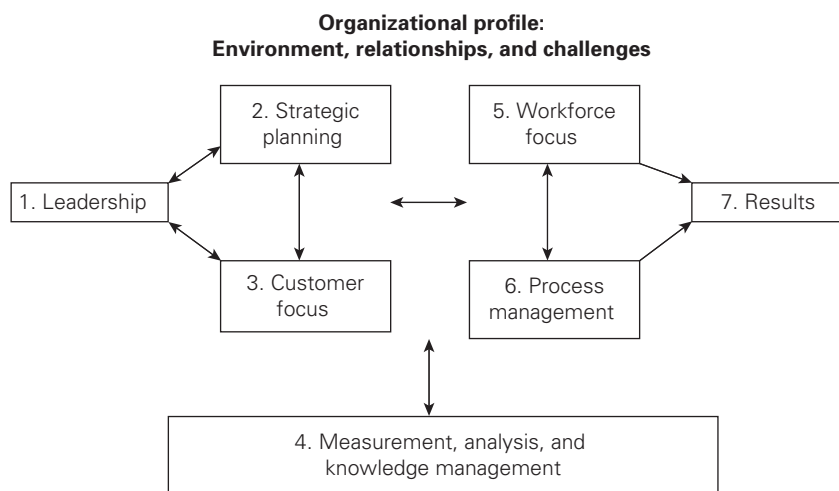 Organizational profile:
Environment, relationships, and challenges
2. Strategic
planning
5. Workforce
focus
1. Leadership
7. Results
3. Customer
focus
6. Process
management
4. Measurement, analysis, and
knowledge management